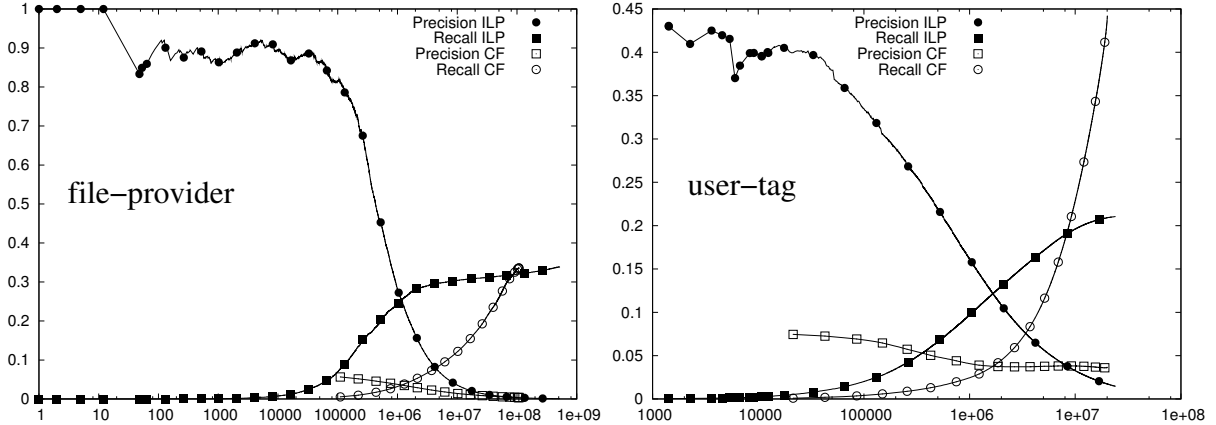 1
0.9
0.8
0.7
0.6
0.5
0.4
0.3
0.2
0.1
0
1 10 100 1000 10000 100000 1e+06 1e+07 1e+08 1e+09
Precision ILP
Recall ILP
Precision CF
Recall CF
file−provider
0.45
0.4
0.35
0.3
0.25
0.2
0.15
0.1
0.05
0
1000 10000 100000 1e+06 1e+07 1e+08
Precision ILP
Recall ILP
Precision CF
Recall CF
user−tag